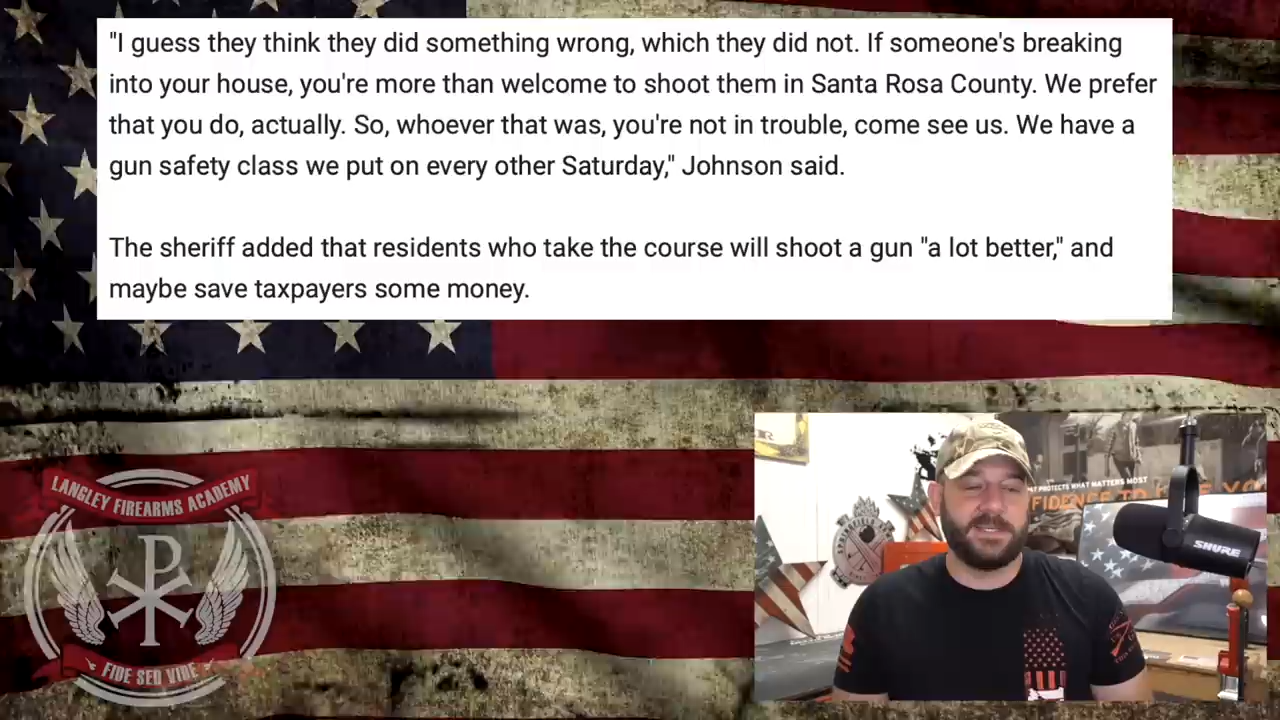 "I guess they think they did something wrong, which they did not. If someone's breaking
into your house, you're more than welcome to shoot them in Santa Rosa County. We prefer
that you do, actually. So, whoever that was, you're not in trouble, come see us. We have a
gun safety class we put on every other Saturday," Johnson said.
The sheriff added that residents who take the course will shoot a gun "a lot better," and
maybe save taxpayers some money.
LANGLEY FIREARMS ACADEMY
FIDE SED VIDE
PROTECTS WHAT MATTERS MOST
SHURE